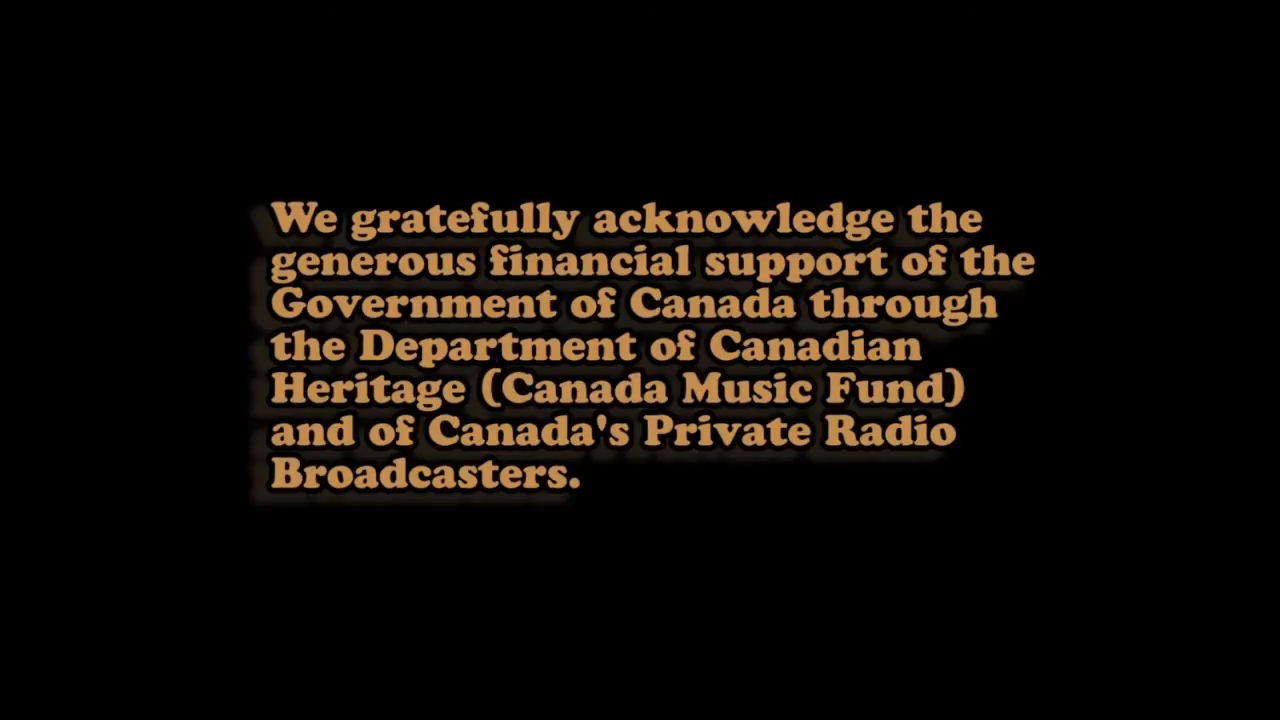 We gratefully acknowledge the
generous financial support of the
Government of Canada through
the Department of Canadian
Heritage (Canada Music Fund)
and of Canada's Private Radio
Broadcasters.